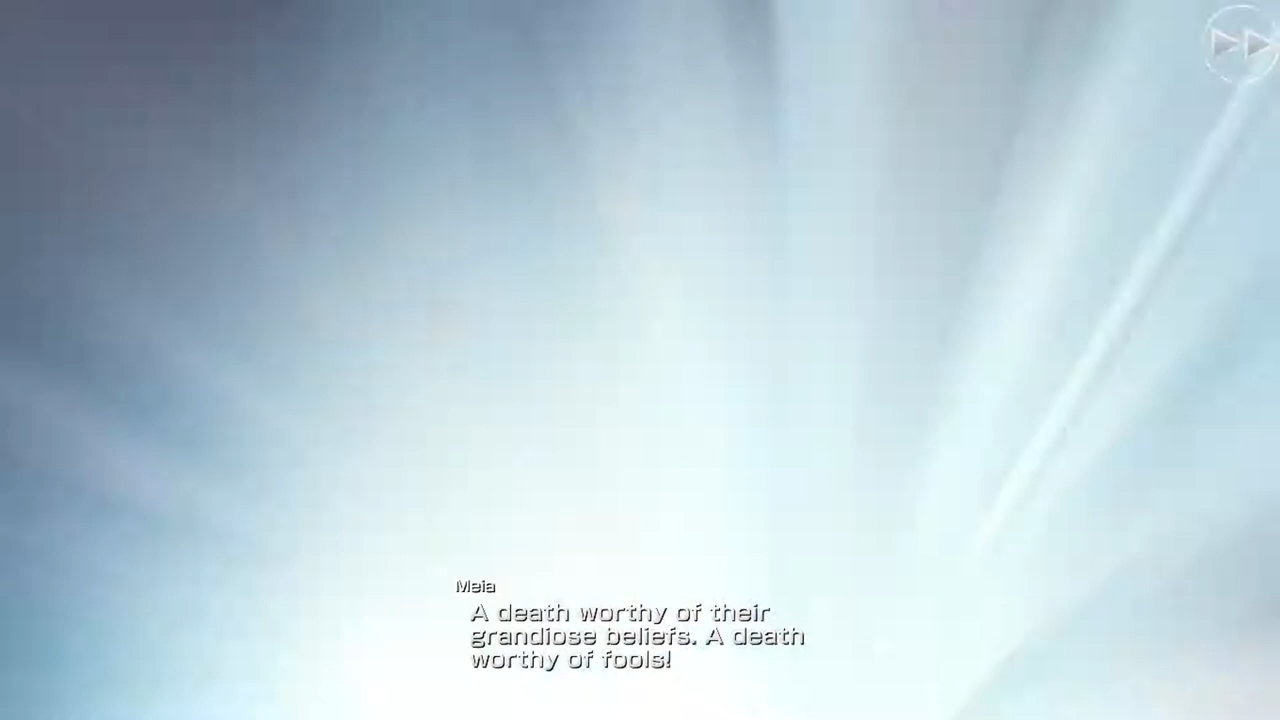 Meia
A death worthy of their
grandiose beliefs. A death
worthy of fools!